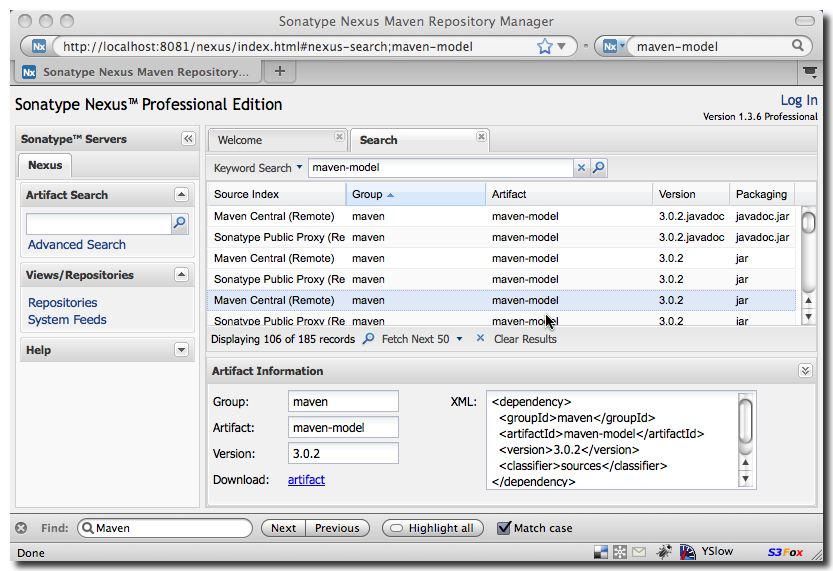 Sonatype Nexus Maven Repository Manager
Nx http://localhost:8081/nexus/index.html#nexus-search;maven-model Nx maven-model
Nx Sonatype Nexus Maven Repository... +
Sonatype Nexus™ Professional Edition Log In
Version 1.3.6 Professional
Sonatype™ Servers Welcome Search
Nexus Keyword Search maven-model
Artifact Search Source Index Group Artifact Version Packaging
Maven Central (Remote) maven maven-model 3.0.2.javadoc javadoc.jar
Sonatype Public Proxy (Re maven maven-model 3.0.2.javadoc javadoc.jar
Advanced Search
Maven Central (Remote) maven maven-model 3.0.2 jar
Views/Repositories Sonatype Public Proxy (Re maven maven-model 3.0.2 jar
Repositories Maven Central (Remote) maven maven-model 3.0.2 jar
System Feeds Sonatype Public Proxy (Re maven maven-model 3.0.2 jar
Displaying 106 of 185 records Fetch Next 50 Clear Results
Help
Artifact Information
Group: maven XML: <dependency>
<groupId>maven</groupId>
Artifact: maven-model <artifactId>maven-model</artifactId>
Version: 3.0.2 <version>3.0.2</version>
<classifier>sources</classifier>
Download: artifact </dependency>
Find: Maven Next Previous Highlight all Match case
Done YSlow S3Fox